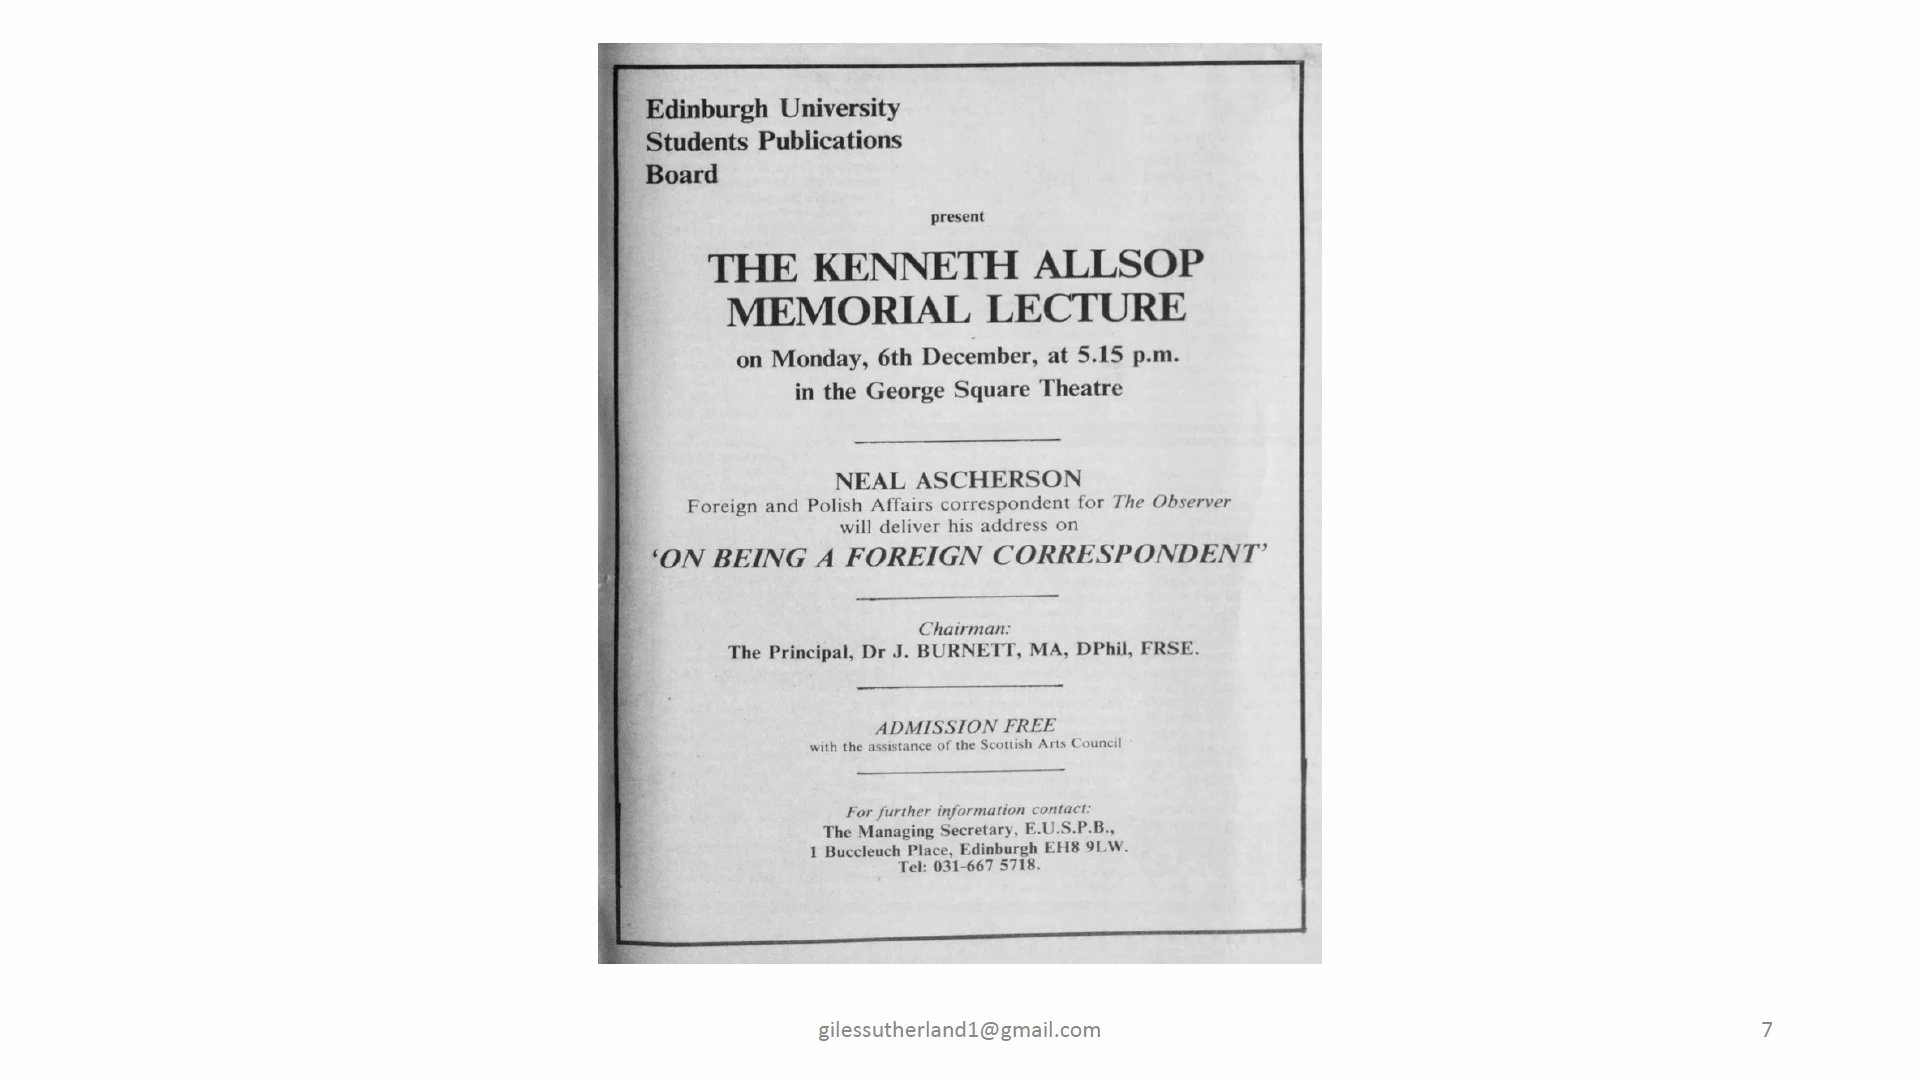 Edinburgh University
Students Publications
Board
present
THE KENNETH ALLSOP
MEMORIAL LECTURE
on Monday, 6th December, at 5.15 p.m.
in the George Square Theatre
NEAL ASCHERSON
Foreign and Polish Affairs correspondent for The Observer
will deliver his address on
‘ON BEING A FOREIGN CORRESPONDENT’
Chairman:
The Principal, Dr J. BURNETT, MA, DPhil, FRSE.
ADMISSION FREE
with the assistance of the Scottish Arts Council
For further information contact:
The Managing Secretary, E.U.S.P.B.,
1 Buccleuch Place, Edinburgh EH8 9LW.
Tel: 031-667 5718.
gilessutherland1@gmail.com
7